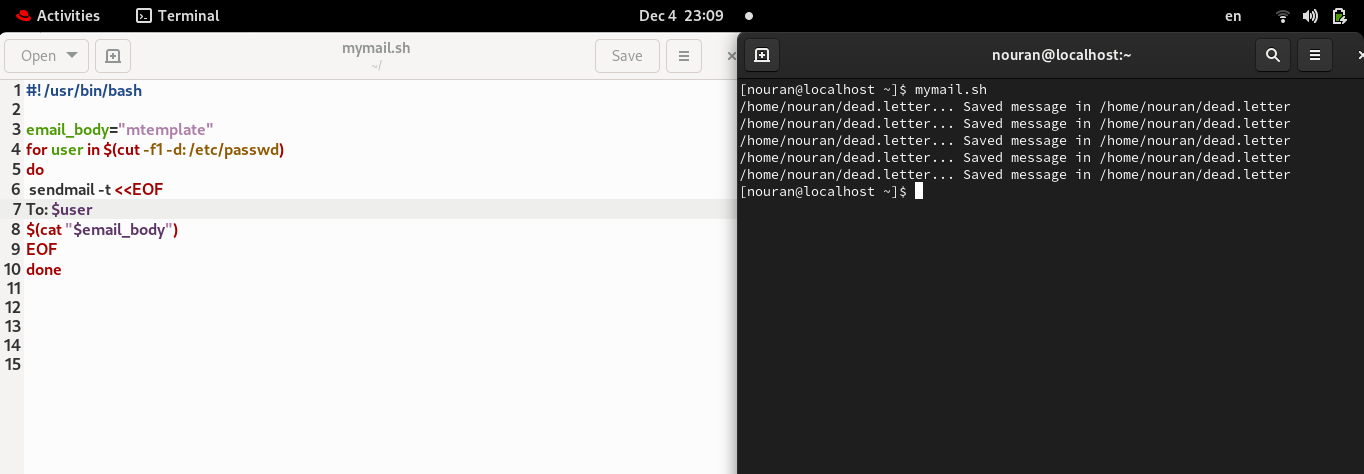 Activities Terminal Dec 4 23:09 en
Open mymail.sh Save
~/
1 #!/usr/bin/bash
2
3 email_body="mtemplate"
4 for user in $(cut -f1 -d: /etc/passwd)
5 do
6  sendmail -t <<EOF
7 To: $user
8 $(cat "$email_body")
9 EOF
10 done
11
12
13
14
15
nouran@localhost:~
[nouran@localhost ~]$ mymail.sh
/home/nouran/dead.letter... Saved message in /home/nouran/dead.letter
/home/nouran/dead.letter... Saved message in /home/nouran/dead.letter
/home/nouran/dead.letter... Saved message in /home/nouran/dead.letter
/home/nouran/dead.letter... Saved message in /home/nouran/dead.letter
/home/nouran/dead.letter... Saved message in /home/nouran/dead.letter
[nouran@localhost ~]$